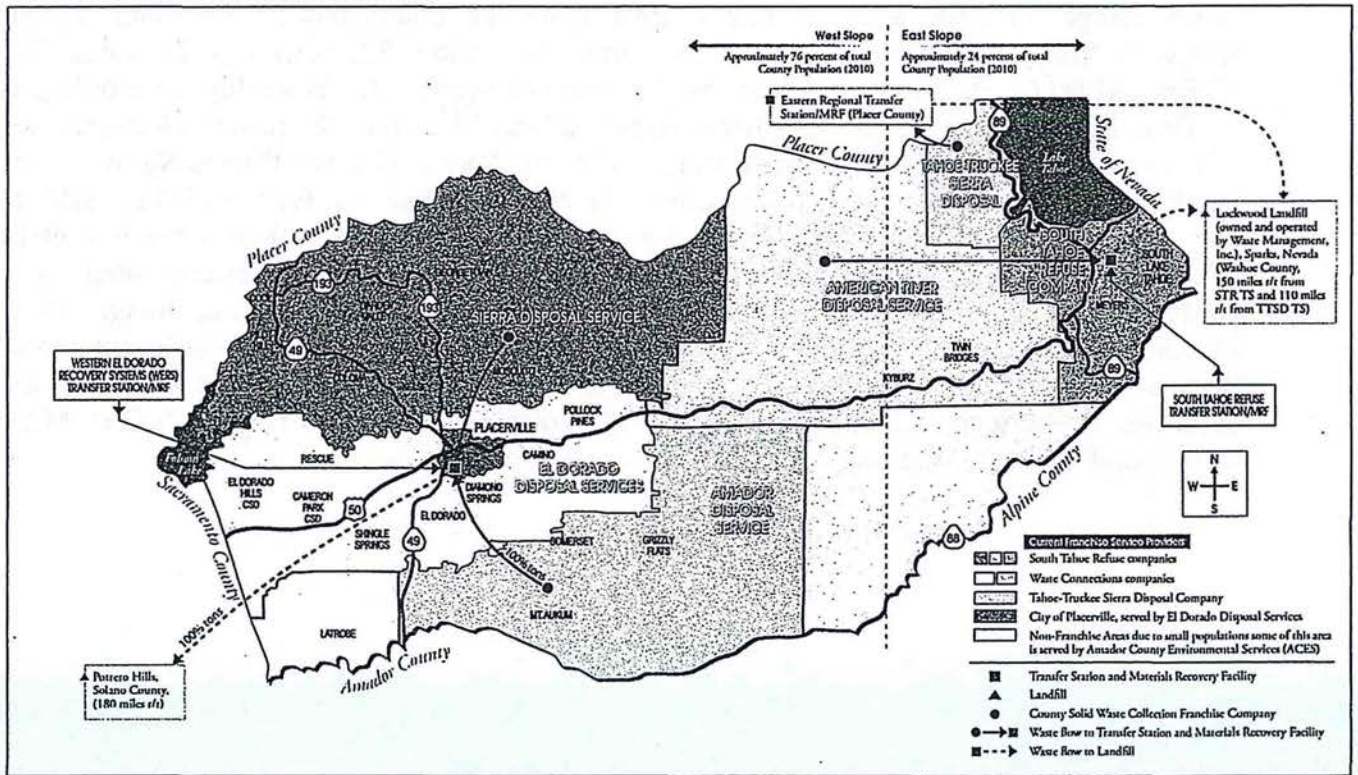 West Slope
Approximately 76 percent of total
County Population (2010)
East Slope
Approximately 24 percent of total
County Population (2010)
Eastern Regional Transfer
Station/MRF (Placer County)
89
Placer County
Lake
Tahoe
State of Nevada
TAHOE-TRUCKEE
SIERRA
DISPOSAL
Lockwood Landfill
(owned and operated
by Waste Management,
Inc.), Sparks, Nevada
(Washoe County,
150 miles r/t from
STR TS and 110 miles
r/t from TTSD TS)
SOUTH
TAHOE
REFUSE
COMPANY
SOUTH
LAKE
TAHOE
MEYERS
AMERICAN RIVER
DISPOSAL SERVICE
Placer County
193
193
SIERRA DISPOSAL SERVICE
49
WESTERN EL DORADO
RECOVERY SYSTEMS (WERS)
TRANSFER STATION/MRF
TWIN
BRIDGES
KYBURZ
89
SOUTH TAHOE REFUSE
TRANSFER STATION/MRF
PLACERVILLE
POLLOCK
PINES
RESCUE
CAMINO
EL DORADO
DISPOSAL SERVICES
DIAMOND
SPRINGS
Sacramento County
EL DORADO
HILLS
CSD
CAMERON
PARK
CSD
50
SHINGLE
SPRINGS
EL DORADO
49
AMADOR
DISPOSAL
SERVICE
SOMERSET
GRIZZLY
FLATS
100% tons
MT. AUKUM
LATROBE
Amador County
Alpine County
88
100% tons
Potrero Hills,
Solano County,
(180 miles r/t)
N
W E
S
Current Franchise Service Providers
South Tahoe Refuse companies
Waste Connections companies
Tahoe-Truckee Sierra Disposal Company
City of Placerville, served by El Dorado Disposal Services
Non-Franchise Areas due to small populations some of this area
is served by Amador County Environmental Services (ACES)
Transfer Station and Materials Recovery Facility
Landfill
County Solid Waste Collection Franchise Company
Waste flow to Transfer Station and Materials Recovery Facility
Waste flow to Landfill